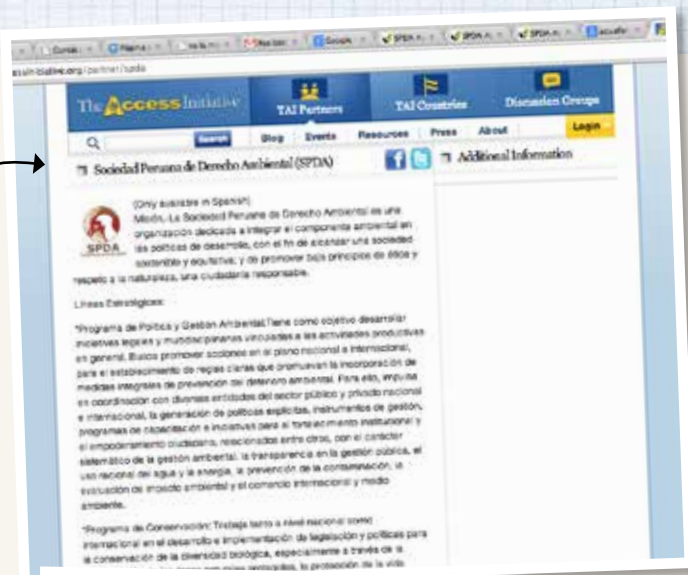 essinitiative.org/partner/spda
The Access Initiative
TAI Partners
TAI Countries
Discussion Groups
Search
Blog Events Resources Press About
Login
Sociedad Peruana de Derecho Ambiental (SPDA)
Additional Information
SPDA
(Only available in Spanish)
Misión.-La Sociedad Peruana de Derecho Ambiental es una
organización dedicada a integrar el componente ambiental en
las políticas de desarrollo, con el fin de alcanzar una sociedad
sostenible y equitativa; y de promover bajo principios de ética y
respeto a la naturaleza, una ciudadanía responsable.
Líneas Estratégicas:
*Programa de Política y Gestión Ambiental:Tiene como objetivo desarrollar
iniciativas legales y multidisciplinarias vinculadas a las actividades productivas
en general. Busca promover acciones en el plano nacional e internacional,
para el establecimiento de reglas claras que promuevan la incorporación de
medidas integrales de prevención del deterioro ambiental. Para ello, impulsa
en coordinación con diversas entidades del sector público y privado nacional
e internacional, la generación de políticas explícitas, instrumentos de gestión,
programas de capacitación e iniciativas para el fortalecimiento institucional y
el empoderamiento ciudadano, relacionados entre otros, con el carácter
sistemático de la gestión ambiental, la transparencia en la gestión pública, el
uso racional del agua y la energía, la prevención de la contaminación, la
evaluación de impacto ambiental y el comercio internacional y medio
ambiente.
*Programa de Conservación: Trabaja tanto a nivel nacional como
internacional en el desarrollo e implementación de legislación y políticas para
la conservación de la diversidad biológica, especialmente a través de la
protegidas, la protección de la vida